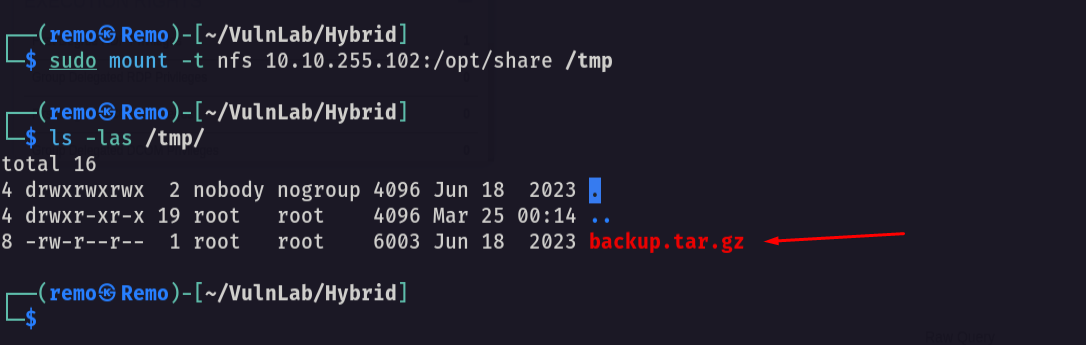 ┌──(remo㉿Remo)-[~/VulnLab/Hybrid]
└─$ sudo mount -t nfs 10.10.255.102:/opt/share /tmp
┌──(remo㉿Remo)-[~/VulnLab/Hybrid]
└─$ ls -las /tmp/
total 16
4 drwxrwxrwx  2 nobody nogroup 4096 Jun 18  2023 .
4 drwxr-xr-x 19 root   root    4096 Mar 25 00:14 ..
8 -rw-r--r--  1 root   root    6003 Jun 18  2023 backup.tar.gz
┌──(remo㉿Remo)-[~/VulnLab/Hybrid]
└─$